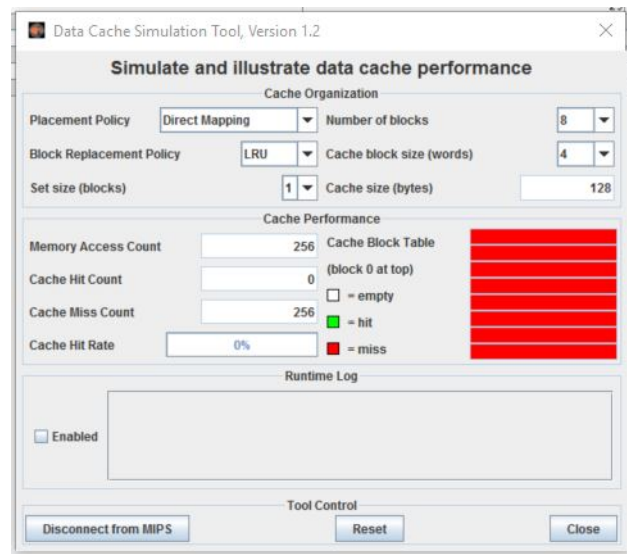 Data Cache Simulation Tool, Version 1.2
Simulate and illustrate data cache performance
Cache Organization
Placement Policy Direct Mapping Number of blocks 8
Block Replacement Policy LRU Cache block size (words) 4
Set size (blocks) 1 Cache size (bytes) 128
Cache Performance
Memory Access Count 256 Cache Block Table
(block 0 at top)
Cache Hit Count 0
= empty
Cache Miss Count 256
= hit
Cache Hit Rate 0% = miss
Runtime Log
Enabled
Tool Control
Disconnect from MIPS Reset Close